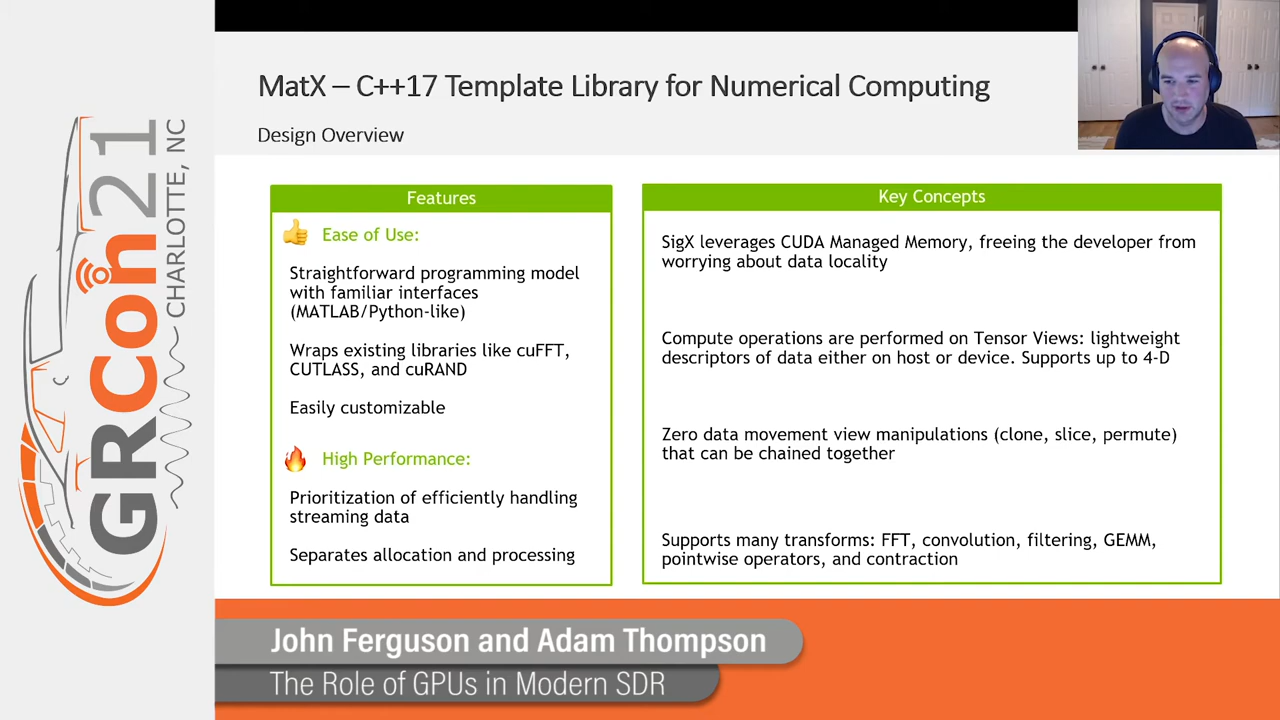 GRCon21
CHARLOTTE, NC
MatX – C++17 Template Library for Numerical Computing
Design Overview
Features
Ease of Use:
Straightforward programming model
with familiar interfaces
(MATLAB/Python-like)
Wraps existing libraries like cuFFT,
CUTLASS, and cuRAND
Easily customizable
High Performance:
Prioritization of efficiently handling
streaming data
Separates allocation and processing
Key Concepts
SigX leverages CUDA Managed Memory, freeing the developer from
worrying about data locality
Compute operations are performed on Tensor Views: lightweight
descriptors of data either on host or device. Supports up to 4-D
Zero data movement view manipulations (clone, slice, permute)
that can be chained together
Supports many transforms: FFT, convolution, filtering, GEMM,
pointwise operators, and contraction
John Ferguson and Adam Thompson
The Role of GPUs in Modern SDR